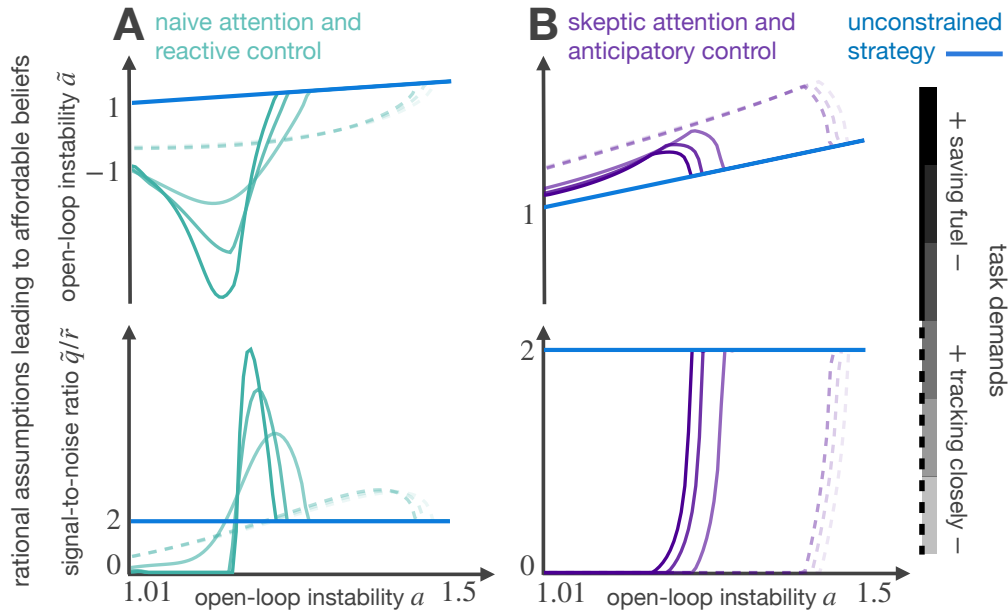 A naive attention and
reactive control
B skeptic attention and
anticipatory control
unconstrained
strategy
rational assumptions leading to affordable beliefs
open-loop instability ã
1
−1
signal-to-noise ratio q̃/r̃
2
0
1.01
open-loop instability a
1.5
1
2
0
1.01
open-loop instability a
1.5
+ saving fuel −
+ tracking closely −
task demands